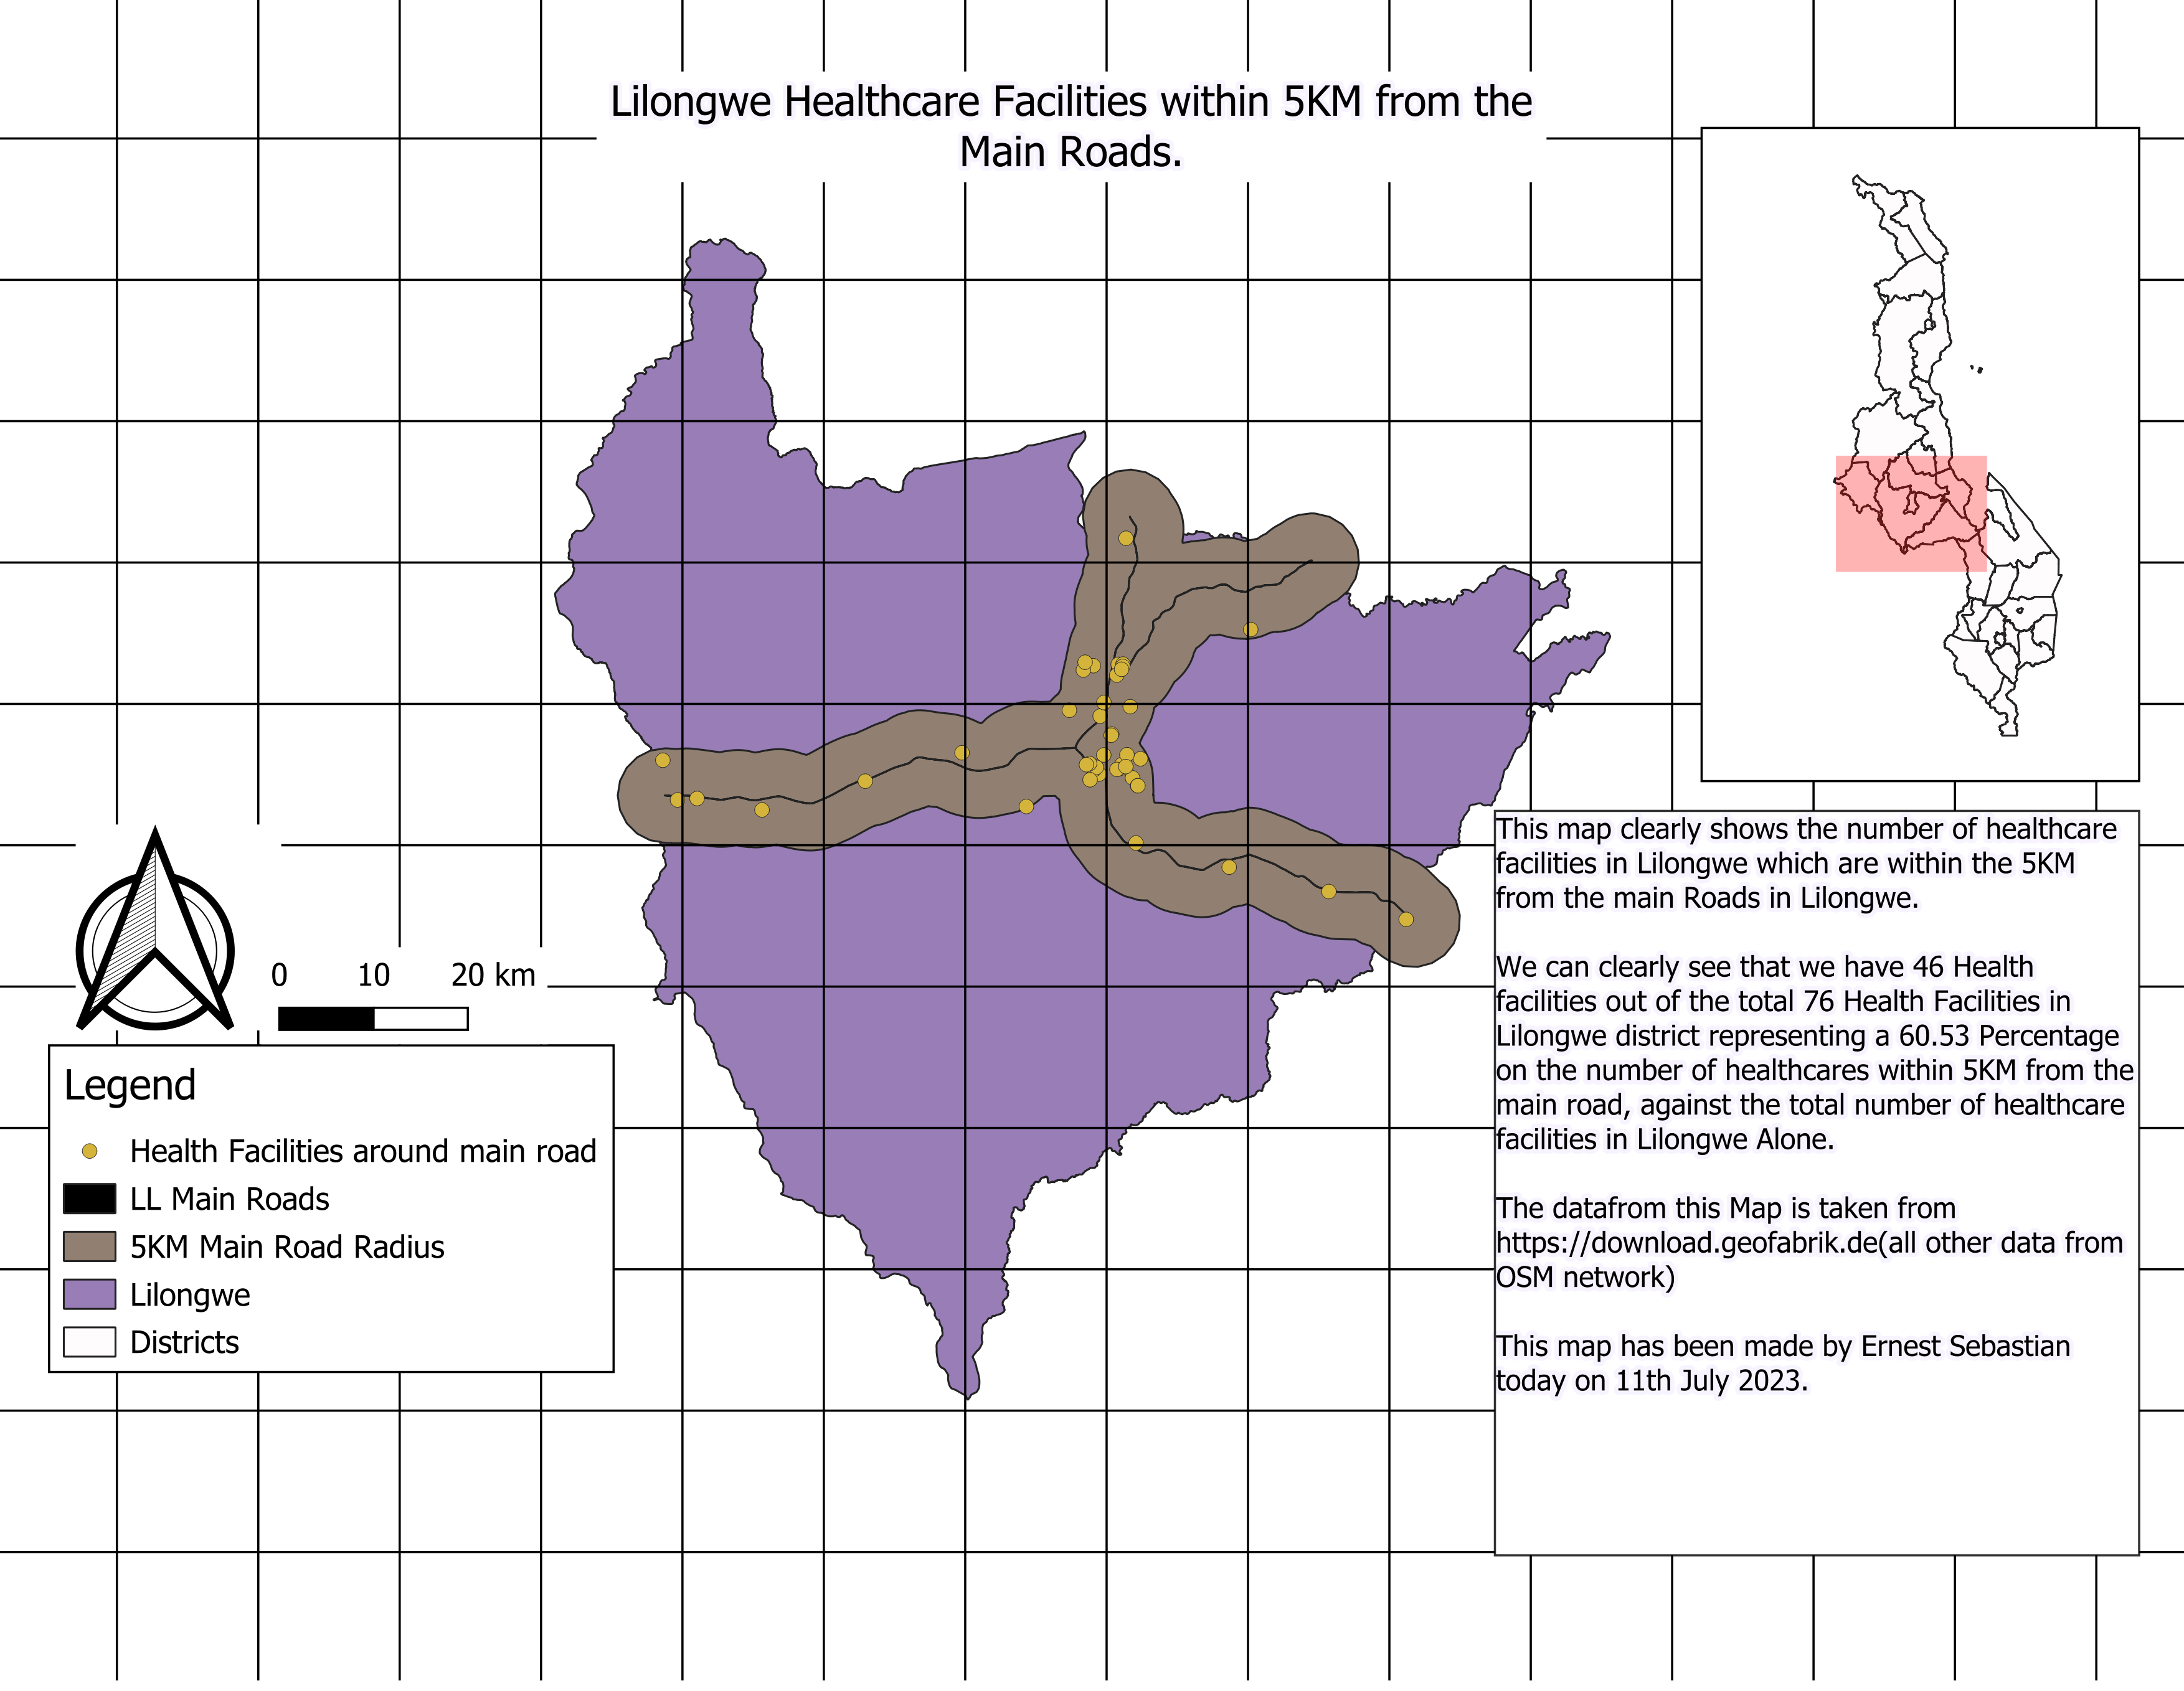 Lilongwe Healthcare Facilities within 5KM from the
Main Roads.
This map clearly shows the number of healthcare
facilities in Lilongwe which are within the 5KM
from the main Roads in Lilongwe.
We can clearly see that we have 46 Health
facilities out of the total 76 Health Facilities in
Lilongwe district representing a 60.53 Percentage
on the number of healthcares within 5KM from the
main road, against the total number of healthcare
facilities in Lilongwe Alone.
The datafrom this Map is taken from
https://download.geofabrik.de(all other data from
OSM network)
This map has been made by Ernest Sebastian
today on 11th July 2023.
0 10 20 km
Legend
Health Facilities around main road
LL Main Roads
5KM Main Road Radius
Lilongwe
Districts